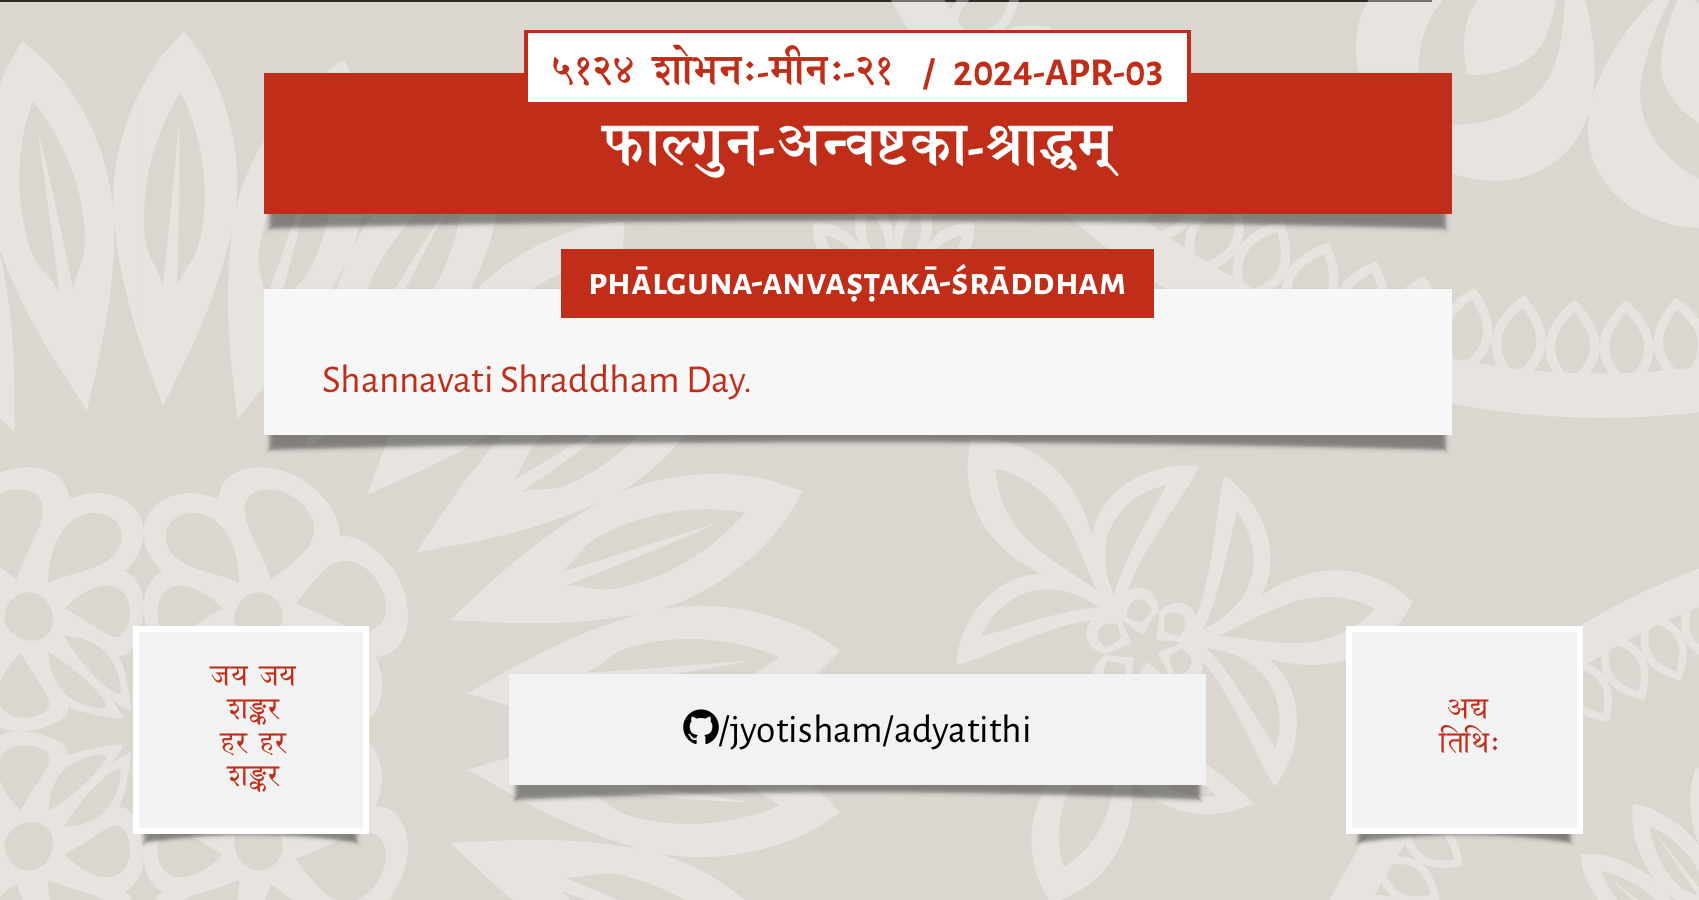 ५१२४ शोभनः-मीनः-२१ / 2024-APR-03
फाल्गुन-अन्वष्टका-श्राद्धम्
PHĀLGUNA-ANVAṢṬAKĀ-ŚRĀDDHAM
Shannavati Shraddham Day.
जय जय
शङ्कर
हर हर
शङ्कर
/jyotisham/adyatithi
अद्य
तिथिः